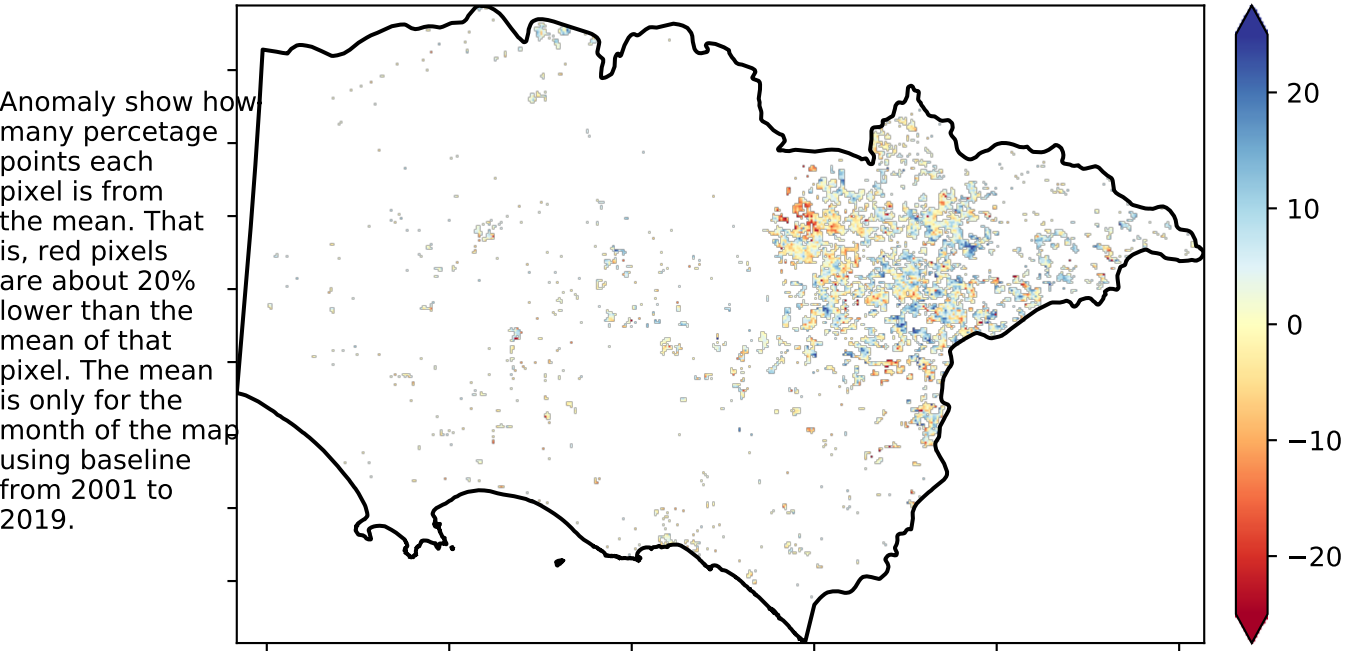 Anomaly show how
many percetage
points each
pixel is from
the mean. That
is, red pixels
are about 20%
lower than the
mean of that
pixel. The mean
is only for the
month of the map
using baseline
from 2001 to
2019.
20
10
0
−10
−20